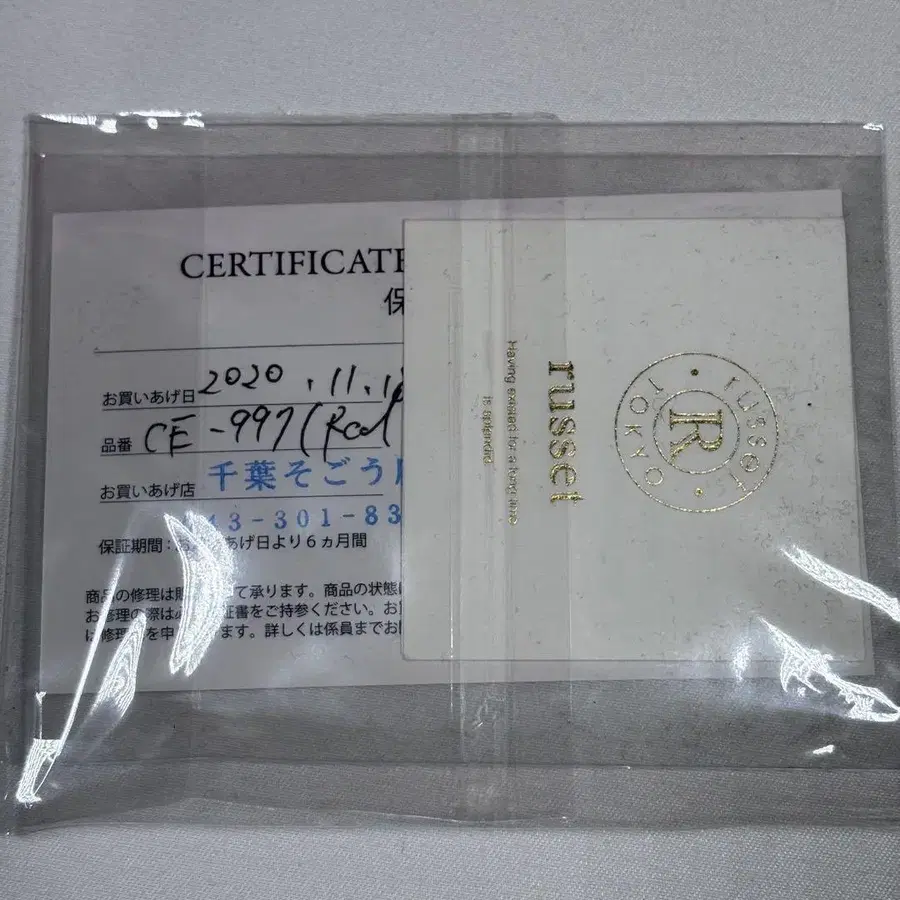 CERTIFICATE
保
お買いあげ日 2020.11.1
品番 CE-997(Red
お買いあげ店 千葉そごう
43-301-83
保証期間:お あげ日より6ヵ月間
商品の修理は て承ります。商品の状態
お修理の際は必 証書をご持参ください。お
は修理 を申 ます。詳しくは係員までお
russet
Having existed for a long time
is splendid
russet
TOKYO
R